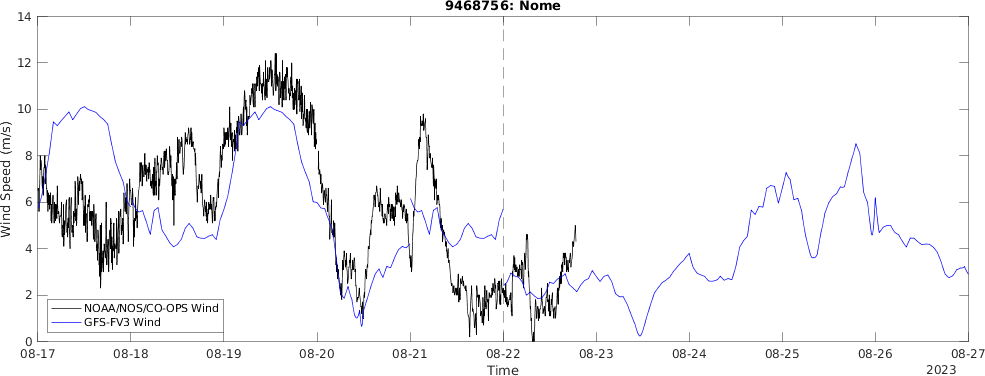 9468756: Nome
14
12
10
8
6
4
2
0
Wind Speed (m/s)
NOAA/NOS/CO-OPS Wind
GFS-FV3 Wind
08-17 08-18 08-19 08-20 08-21 08-22 08-23 08-24 08-25 08-26 08-27
Time
2023